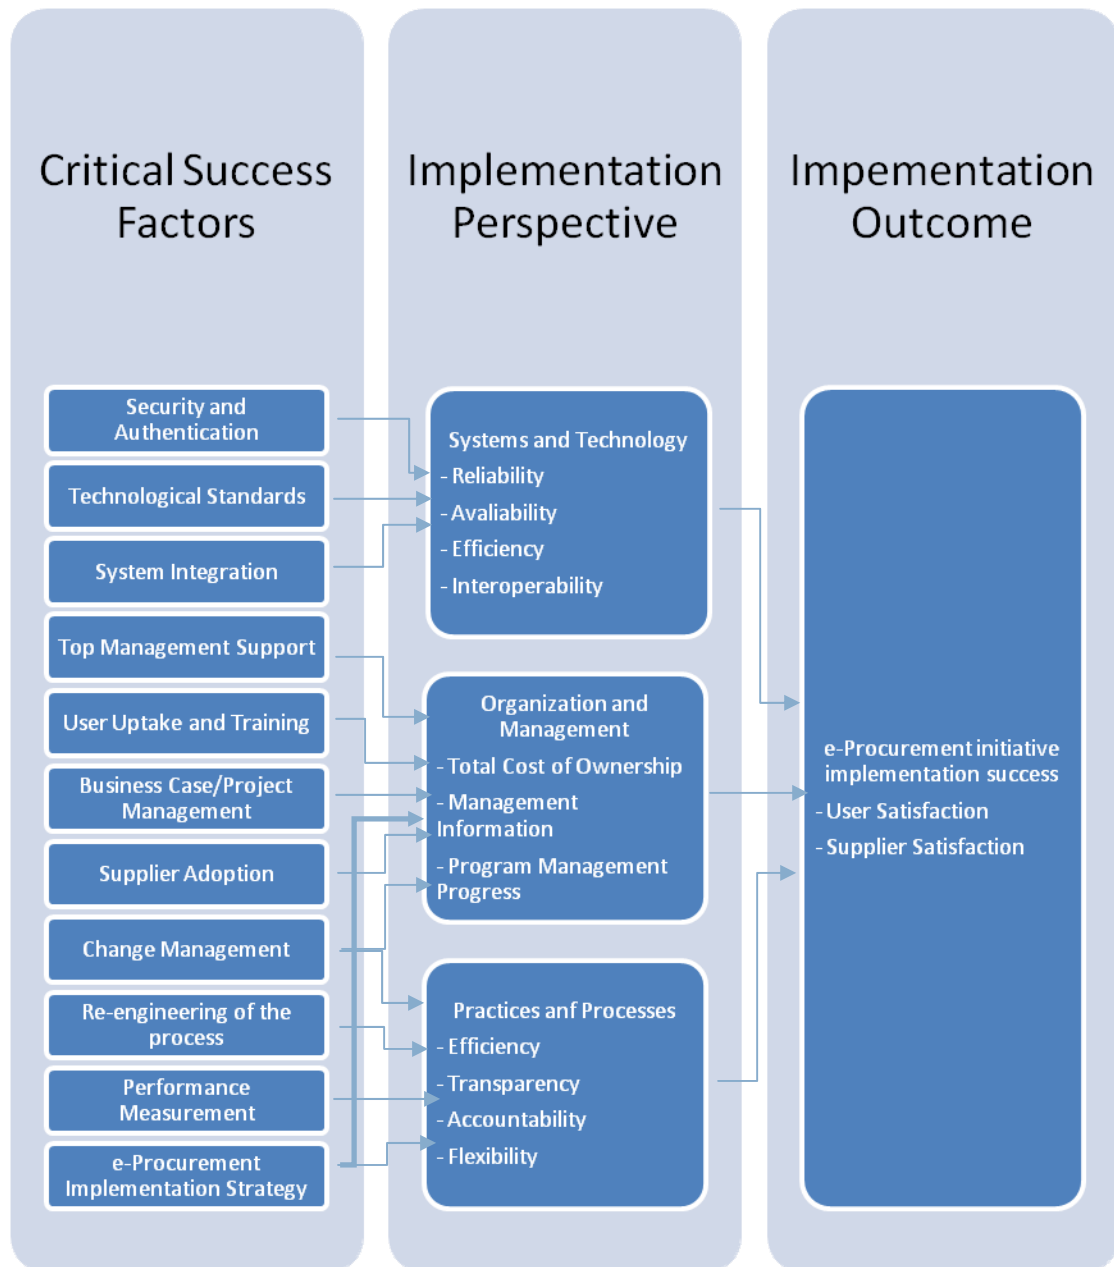 Critical Success
Factors
Security and
Authentication
Technological Standards
System Integration
Top Management Support
User Uptake and Training
Business Case/Project
Management
Supplier Adoption
Change Management
Re-engineering of the
process
Performance
Measurement
e-Procurement
Implementation Strategy
Implementation
Perspective
Systems and Technology
- Reliability
- Avaliability
- Efficiency
- Interoperability
Organization and
Management
- Total Cost of Ownership
- Management
Information
- Program Management
Progress
Practices anf Processes
- Efficiency
- Transparency
- Accountability
- Flexibility
Impementation
Outcome
e-Procurement initiative
implementation success
- User Satisfaction
- Supplier Satisfaction